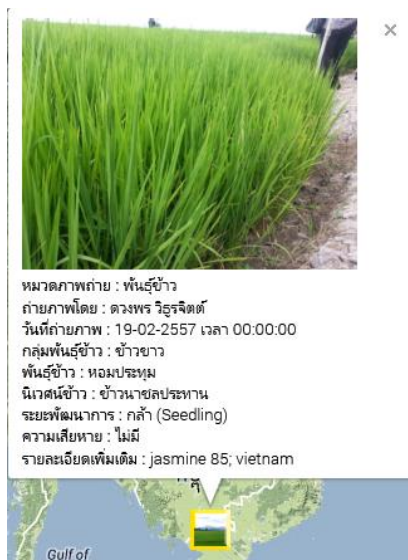 ×
หมวดภาพถ่าย : พันธุ์ข้าว
ถ่ายภาพโดย : ดวงพร วิธูรจิตต์
วันที่ถ่ายภาพ : 19-02-2557 เวลา 00:00:00
กลุ่มพันธุ์ข้าว : ข้าวขาว
พันธุ์ข้าว : หอมประทุม
นิเวศน์ข้าว : ข้าวนาชลประทาน
ระยะพัฒนาการ : กล้า (Seedling)
ความเสียหาย : ไม่มี
รายละเอียดเพิ่มเติม : jasmine 85; vietnam
Gulf of